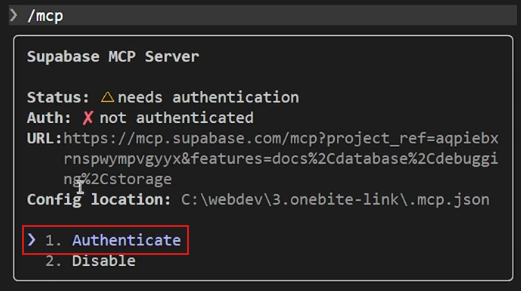 ❯ /mcp
Supabase MCP Server
Status: ⚠ needs authentication
Auth: ✗ not authenticated
URL:https://mcp.supabase.com/mcp?project_ref=aqpiebx
rnspwympvgyyx&features=docs%2Cdatabase%2Cdebuggi
ng%2Cstorage
Config location: C:\webdev\3.onebite-link\.mcp.json
❯ 1. Authenticate
2. Disable